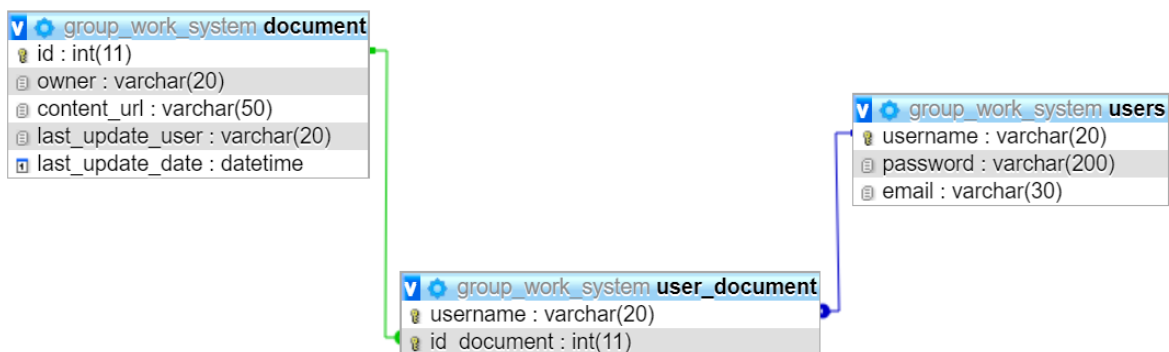 group_work_system document
id : int(11)
owner : varchar(20)
content_url : varchar(50)
last_update_user : varchar(20)
last_update_date : datetime
group_work_system users
username : varchar(20)
password : varchar(200)
email : varchar(30)
group_work_system user_document
username : varchar(20)
id_document : int(11)